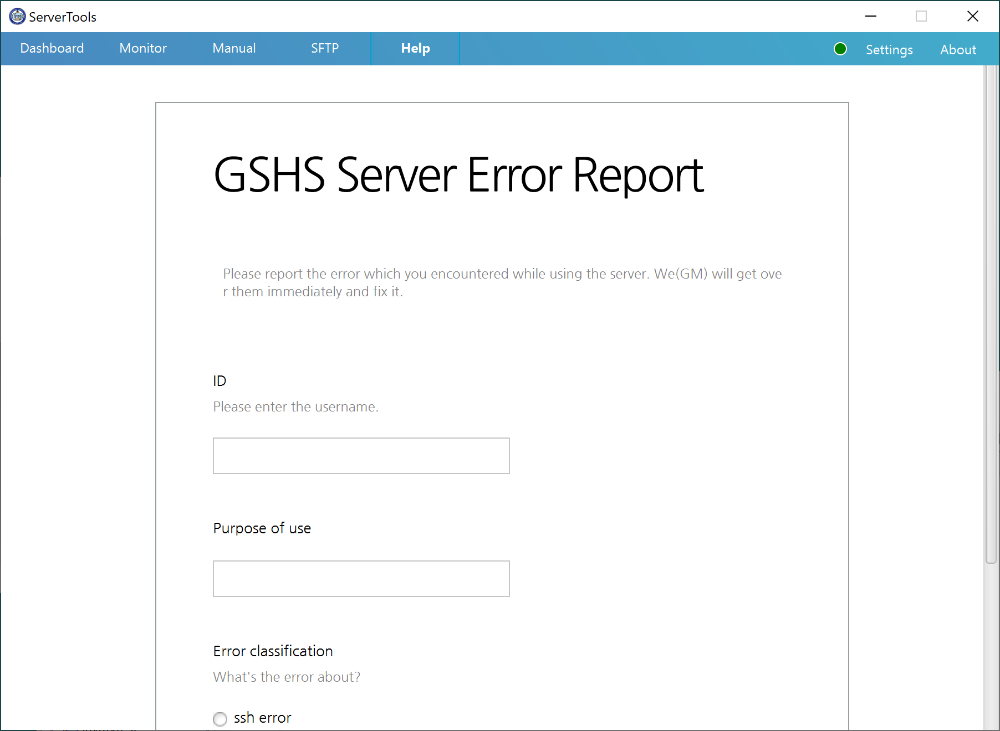 ServerTools
Dashboard Monitor Manual SFTP Help Settings About
GSHS Server Error Report
Please report the error which you encountered while using the server. We(GM) will get ove
r them immediately and fix it.
ID
Please enter the username.
Purpose of use
Error classification
What's the error about?
ssh error